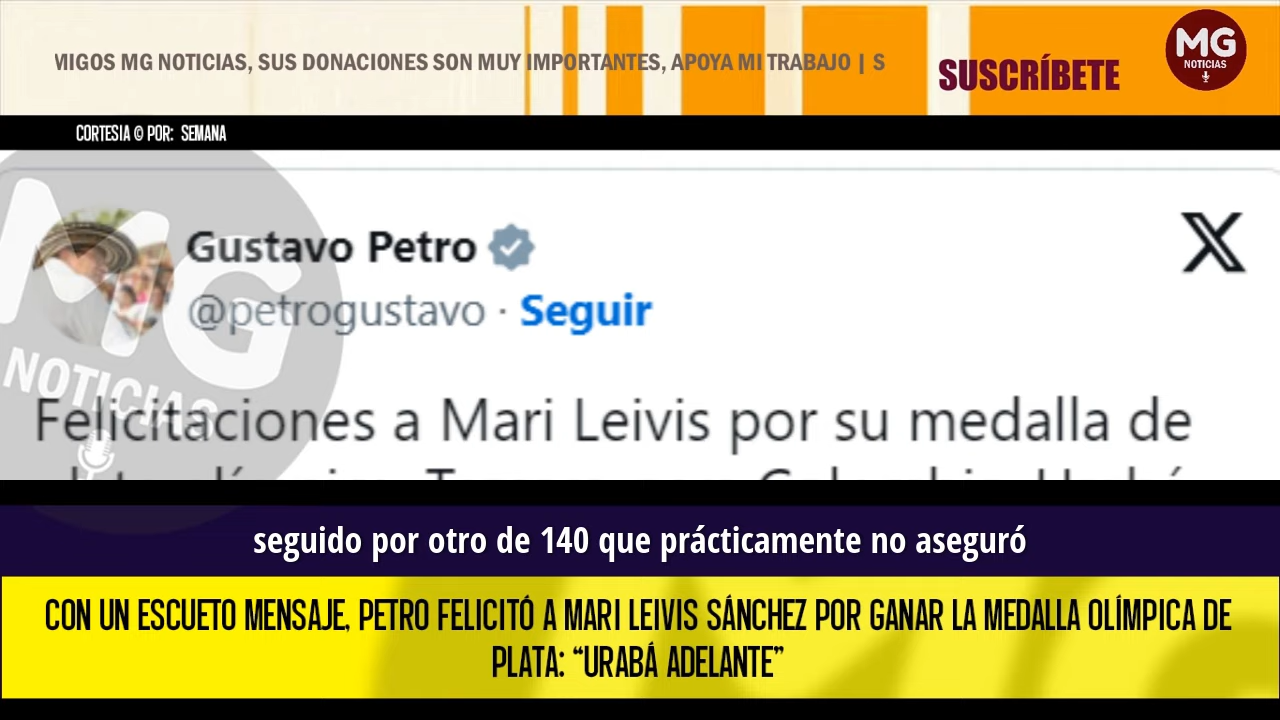 MIGOS MG NOTICIAS, SUS DONACIONES SON MUY IMPORTANTES, APOYA MI TRABAJO | S
SUSCRÍBETE
MG
NOTICIAS
CORTESIA © POR: SEMANA
Gustavo Petro
@petrogustavo · Seguir
MG
NOTICIAS
Felicitaciones a Mari Leivis por su medalla de
seguido por otro de 140 que prácticamente no aseguró
CON UN ESCUETO MENSAJE, PETRO FELICITÓ A MARI LEIVIS SÁNCHEZ POR GANAR LA MEDALLA OLÍMPICA DE
PLATA: “URABÁ ADELANTE”